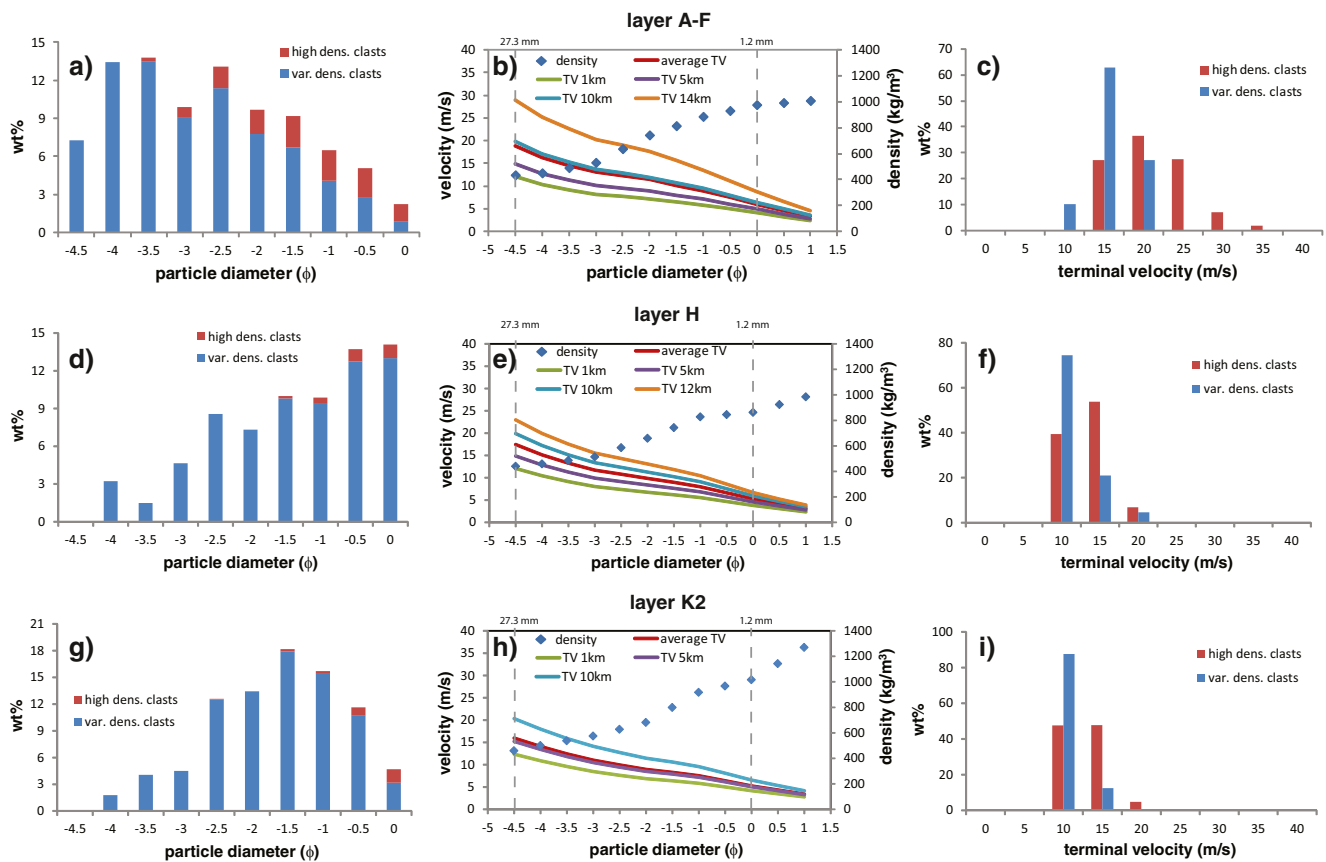 layer A-F
a)
high dens. clasts
var. dens. clasts
wt%
15
12
9
6
3
0
-4.5 -4 -3.5 -3 -2.5 -2 -1.5 -1 -0.5 0
particle diameter (ϕ)
27.3 mm
1.2 mm
b)
density
average TV
TV 1km
TV 5km
TV 10km
TV 14km
velocity (m/s)
40
35
30
25
20
15
10
5
0
density (kg/m³)
1400
1200
1000
800
600
400
200
0
-5 -4.5 -4 -3.5 -3 -2.5 -2 -1.5 -1 -0.5 0 0.5 1 1.5
particle diameter (ϕ)
c)
high dens. clasts
var. dens. clasts
wt%
70
60
50
40
30
20
10
0
0 5 10 15 20 25 30 35 40
terminal velocity (m/s)
layer H
d)
high dens. clasts
var. dens. clasts
wt%
15
12
9
6
3
0
-4.5 -4 -3.5 -3 -2.5 -2 -1.5 -1 -0.5 0
particle diameter (ϕ)
27.3 mm
1.2 mm
e)
density
average TV
TV 1km
TV 5km
TV 10km
TV 12km
velocity (m/s)
40
35
30
25
20
15
10
5
0
density (kg/m³)
1400
1200
1000
800
600
400
200
0
-5 -4.5 -4 -3.5 -3 -2.5 -2 -1.5 -1 -0.5 0 0.5 1 1.5
particle diameter (ϕ)
f)
high dens. clasts
var. dens. clasts
wt%
80
60
40
20
0
0 5 10 15 20 25 30 35 40
terminal velocity (m/s)
layer K2
g)
high dens. clasts
var. dens. clasts
wt%
21
18
15
12
9
6
3
0
-4.5 -4 -3.5 -3 -2.5 -2 -1.5 -1 -0.5 0
particle diameter (ϕ)
27.3 mm
1.2 mm
h)
density
average TV
TV 1km
TV 5km
TV 10km
velocity (m/s)
40
35
30
25
20
15
10
5
0
density (kg/m³)
1400
1200
1000
800
600
400
200
0
-5 -4.5 -4 -3.5 -3 -2.5 -2 -1.5 -1 -0.5 0 0.5 1 1.5
particle diameter (ϕ)
i)
high dens. clasts
var. dens. clasts
wt%
100
80
60
40
20
0
0 5 10 15 20 25 30 35 40
terminal velocity (m/s)